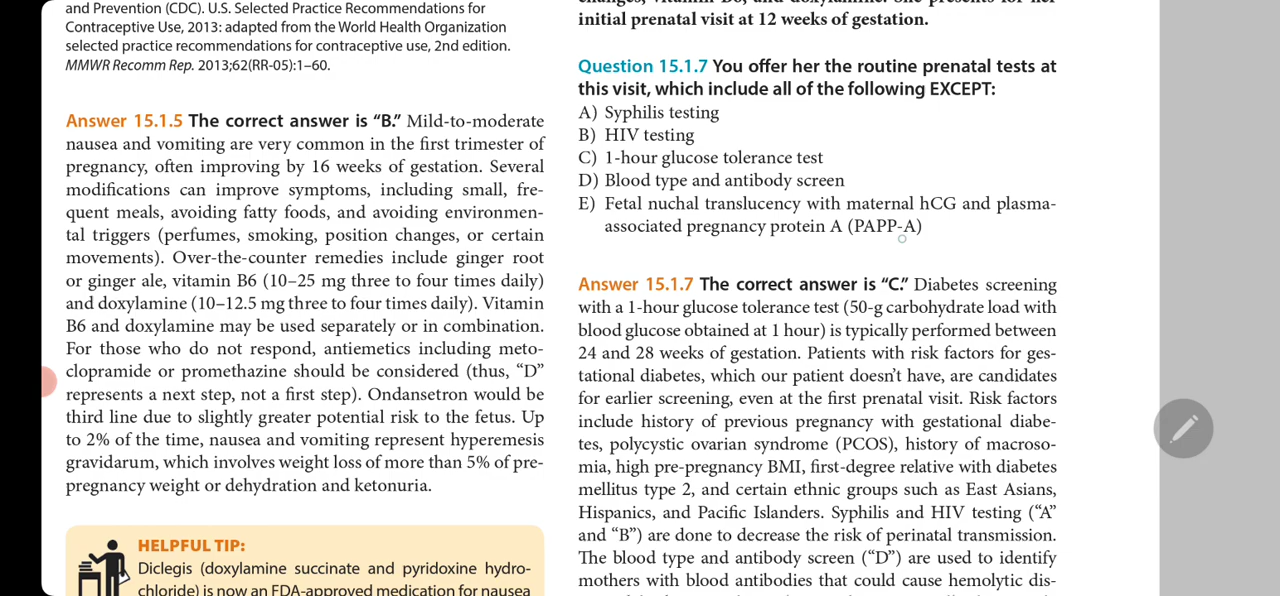 and Prevention (CDC). U.S. Selected Practice Recommendations for
Contraceptive Use, 2013: adapted from the World Health Organization
selected practice recommendations for contraceptive use, 2nd edition.
MMWR Recomm Rep. 2013;62(RR-05):1–60.
Answer 15.1.5 The correct answer is “B.” Mild-to-moderate
nausea and vomiting are very common in the first trimester of
pregnancy, often improving by 16 weeks of gestation. Several
modifications can improve symptoms, including small, fre-
quent meals, avoiding fatty foods, and avoiding environmen-
tal triggers (perfumes, smoking, position changes, or certain
movements). Over-the-counter remedies include ginger root
or ginger ale, vitamin B6 (10–25 mg three to four times daily)
and doxylamine (10–12.5 mg three to four times daily). Vitamin
B6 and doxylamine may be used separately or in combination.
For those who do not respond, antiemetics including meto-
clopramide or promethazine should be considered (thus, “D”
represents a next step, not a first step). Ondansetron would be
third line due to slightly greater potential risk to the fetus. Up
to 2% of the time, nausea and vomiting represent hyperemesis
gravidarum, which involves weight loss of more than 5% of pre-
pregnancy weight or dehydration and ketonuria.
HELPFUL TIP:
Diclegis (doxylamine succinate and pyridoxine hydro-
chloride) is now an FDA-approved medication for nausea
changes, vitamin B6, and doxylamine. She presents for her
initial prenatal visit at 12 weeks of gestation.
Question 15.1.7 You offer her the routine prenatal tests at
this visit, which include all of the following EXCEPT:
A) Syphilis testing
B) HIV testing
C) 1-hour glucose tolerance test
D) Blood type and antibody screen
E) Fetal nuchal translucency with maternal hCG and plasma-
associated pregnancy protein A (PAPP-A)
Answer 15.1.7 The correct answer is “C.” Diabetes screening
with a 1-hour glucose tolerance test (50-g carbohydrate load with
blood glucose obtained at 1 hour) is typically performed between
24 and 28 weeks of gestation. Patients with risk factors for ges-
tational diabetes, which our patient doesn’t have, are candidates
for earlier screening, even at the first prenatal visit. Risk factors
include history of previous pregnancy with gestational diabe-
tes, polycystic ovarian syndrome (PCOS), history of macroso-
mia, high pre-pregnancy BMI, first-degree relative with diabetes
mellitus type 2, and certain ethnic groups such as East Asians,
Hispanics, and Pacific Islanders. Syphilis and HIV testing (“A”
and “B”) are done to decrease the risk of perinatal transmission.
The blood type and antibody screen (“D”) are used to identify
mothers with blood antibodies that could cause hemolytic dis-